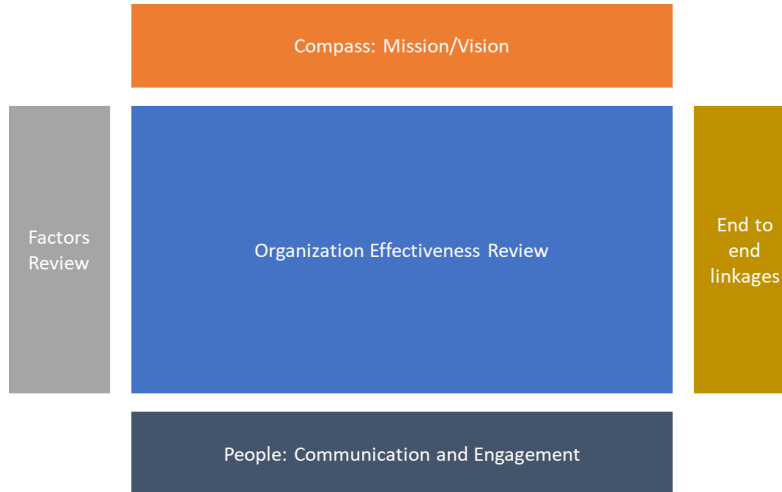 Compass: Mission/Vision
Factors
Review
Organization Effectiveness Review
End to
end
linkages
People: Communication and Engagement